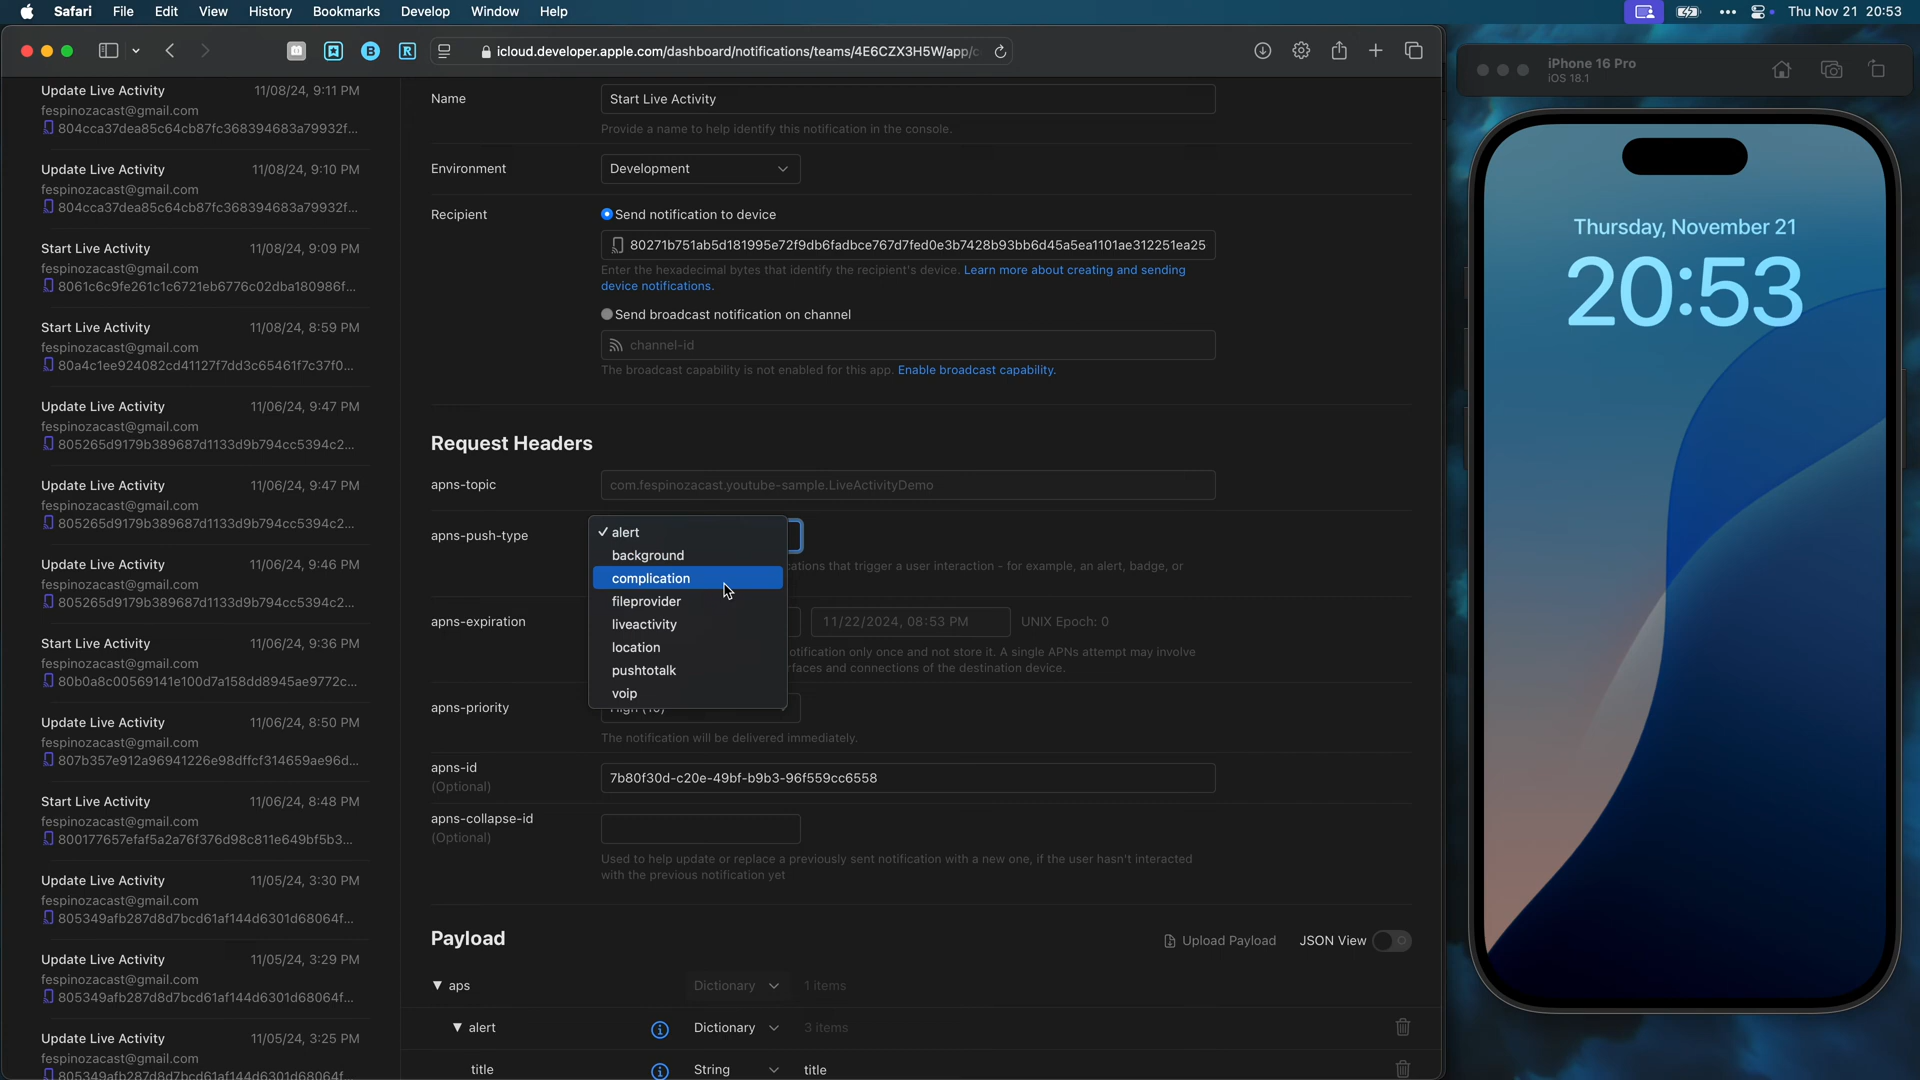 Safari File Edit View History Bookmarks Develop Window Help
Thu Nov 21 20:53
icloud.developer.apple.com/dashboard/notifications/teams/4E6CZX3H5W/app/c
iPhone 16 Pro
iOS 18.1
Update Live Activity 11/08/24, 9:11 PM
fespinozacast@gmail.com
804cca37dea85c64cb87fc368394683a79932f...
Update Live Activity 11/08/24, 9:10 PM
fespinozacast@gmail.com
804cca37dea85c64cb87fc368394683a79932f...
Start Live Activity 11/08/24, 9:09 PM
fespinozacast@gmail.com
8061c6c9fe261c1c6721eb6776c02dba180986f...
Start Live Activity 11/08/24, 8:59 PM
fespinozacast@gmail.com
80a4c1ee924082cd41127f7dd3c65461f7c37f0...
Update Live Activity 11/06/24, 9:47 PM
fespinozacast@gmail.com
805265d9179b389687d1133d9b794cc5394c2...
Update Live Activity 11/06/24, 9:47 PM
fespinozacast@gmail.com
805265d9179b389687d1133d9b794cc5394c2...
Update Live Activity 11/06/24, 9:46 PM
fespinozacast@gmail.com
805265d9179b389687d1133d9b794cc5394c2...
Start Live Activity 11/06/24, 9:36 PM
fespinozacast@gmail.com
80b0a8c00569141e100d7a158dd8945ae9772c...
Update Live Activity 11/06/24, 8:50 PM
fespinozacast@gmail.com
807b357e912a96941226e98dffcf314659ae96d...
Start Live Activity 11/06/24, 8:48 PM
fespinozacast@gmail.com
800177657efaf5a2a76f376d98c811e649bf5b3...
Update Live Activity 11/05/24, 3:30 PM
fespinozacast@gmail.com
805349afb287d8d7bcd61af144d6301d68064f...
Update Live Activity 11/05/24, 3:29 PM
fespinozacast@gmail.com
805349afb287d8d7bcd61af144d6301d68064f...
Update Live Activity 11/05/24, 3:25 PM
fespinozacast@gmail.com
805349afb287d8d7bcd61af144d6301d68064f...
Name Start Live Activity
Provide a name to help identify this notification in the console.
Environment Development
Recipient Send notification to device
80271b751ab5d181995e72f9db6fadbce767d7fed0e3b7428b93bb6d45a5ea1101ae312251ea25
Enter the hexadecimal bytes that identify the recipient's device. Learn more about creating and sending
device notifications.
Send broadcast notification on channel
channel-id
The broadcast capability is not enabled for this app. Enable broadcast capability.
Request Headers
apns-topic com.fespinozacast.youtube-sample.LiveActivityDemo
apns-push-type
✓ alert
background
complication
fileprovider
liveactivity
location
pushtotalk
voip
cations that trigger a user interaction - for example, an alert, badge, or
apns-expiration 11/22/2024, 08:53 PM UNIX Epoch: 0
otification only once and not store it. A single APNs attempt may involve
rfaces and connections of the destination device.
apns-priority High (10)
The notification will be delivered immediately.
apns-id 7b80f30d-c20e-49bf-b9b3-96f559cc6558
(Optional)
apns-collapse-id
(Optional)
Used to help update or replace a previously sent notification with a new one, if the user hasn't interacted
with the previous notification yet
Payload Upload Payload JSON View
aps Dictionary 1 items
alert Dictionary 3 items
title String title
Thursday, November 21
20:53